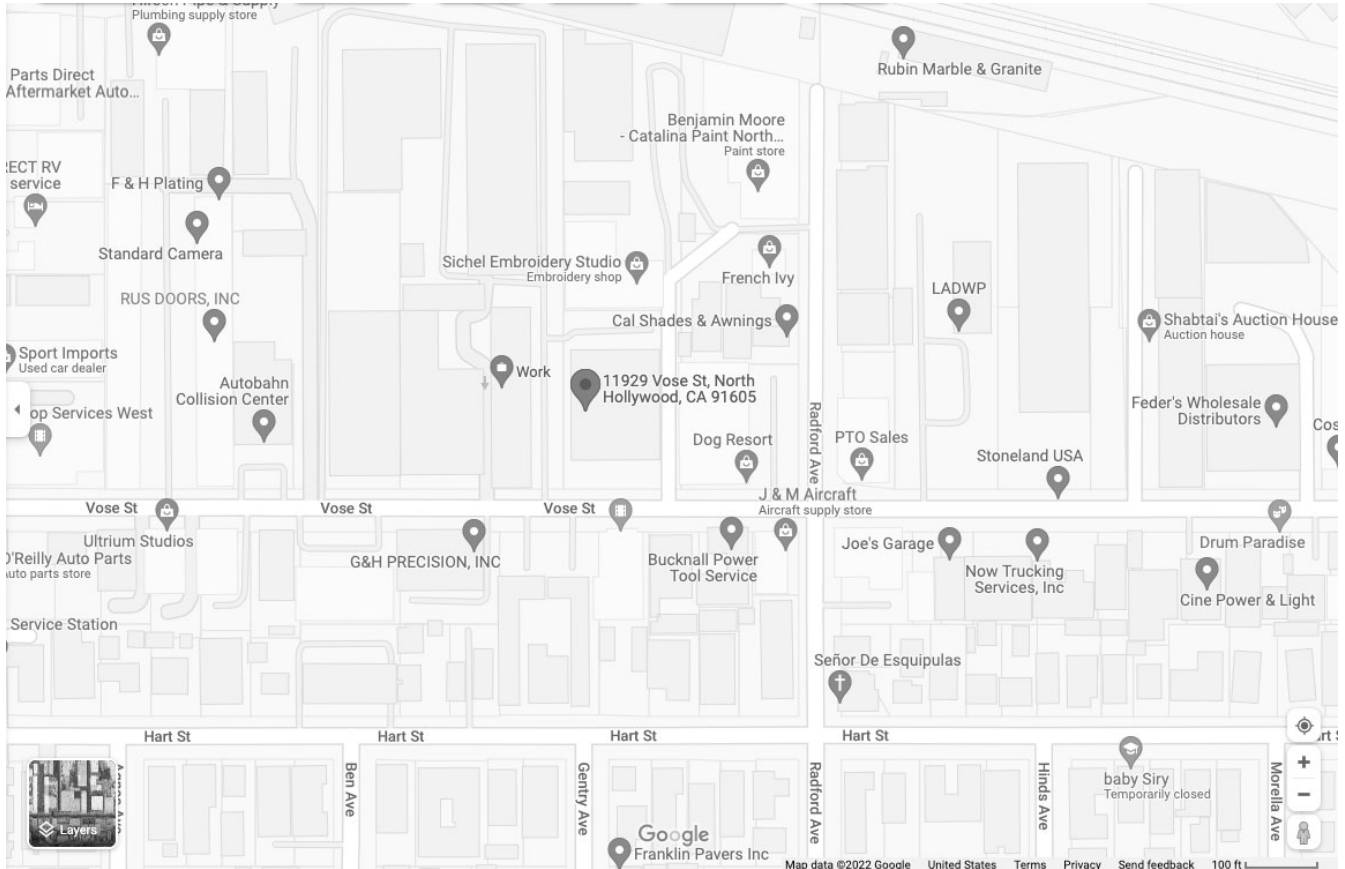 Plumbing supply store
Parts Direct
Aftermarket Auto...
Rubin Marble & Granite
Benjamin Moore
- Catalina Paint North...
Paint store
RECT RV
service
F & H Plating
Standard Camera
Sichel Embroidery Studio
Embroidery shop
French Ivy
RUS DOORS, INC
LADWP
Cal Shades & Awnings
Shabtai's Auction House
Auction house
Sport Imports
Used car dealer
Work
11929 Vose St, North
Hollywood, CA 91605
Autobahn
Collision Center
op Services West
Feder's Wholesale
Distributors
Cos
Radford Ave
Dog Resort
PTO Sales
Stoneland USA
J & M Aircraft
Aircraft supply store
Vose St
Vose St
Vose St
Ultrium Studios
O'Reilly Auto Parts
Auto parts store
G&H PRECISION, INC
Bucknall Power
Tool Service
Joe's Garage
Now Trucking
Services, Inc
Drum Paradise
Cine Power & Light
Service Station
Señor De Esquipulas
Hart St
Hart St
Hart St
Hart St
Ben Ave
Gentry Ave
Radford Ave
Hinds Ave
Morella Ave
baby Siry
Temporarily closed
Layers
Google
Franklin Pavers Inc
Map data ©2022 Google United States Terms Privacy Send feedback 100 ft